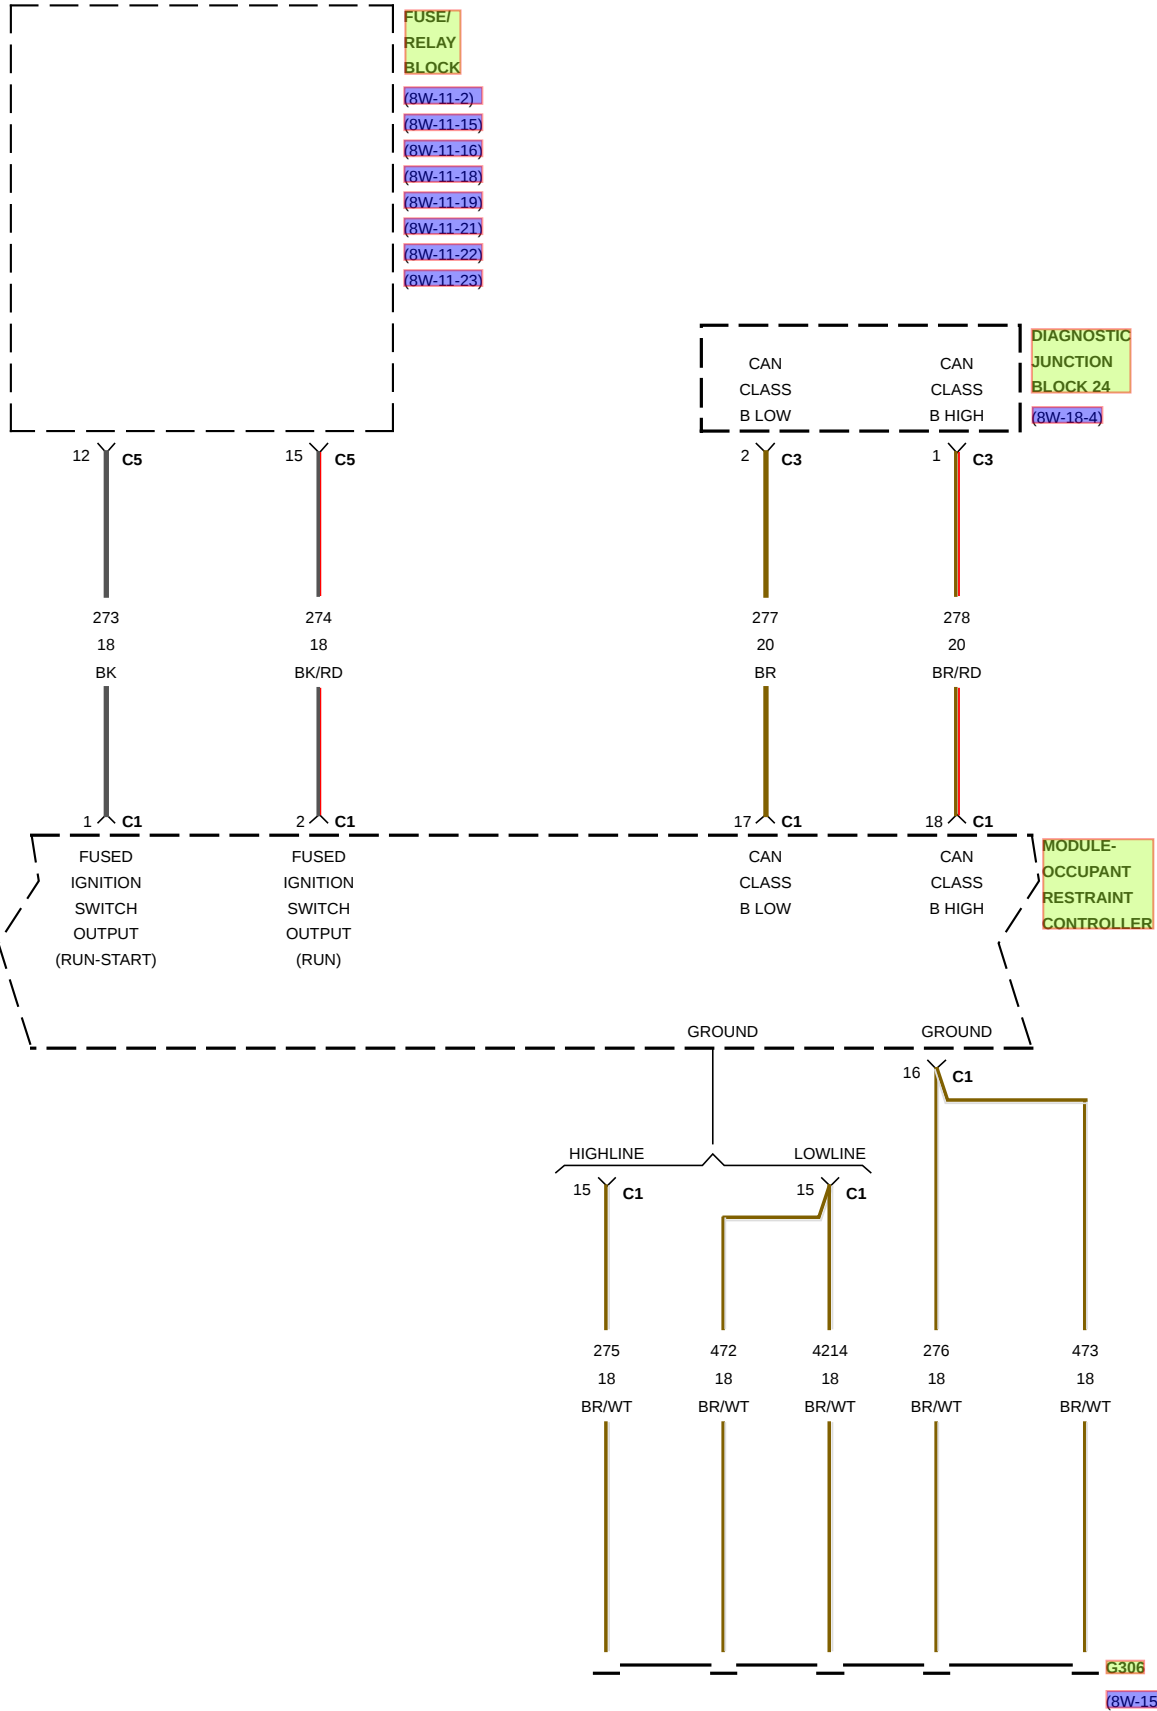 FUSE/
RELAY
BLOCK
(8W-11-2)
(8W-11-15)
(8W-11-16)
(8W-11-18)
(8W-11-19)
(8W-11-21)
(8W-11-22)
(8W-11-23)
CAN
CLASS
B LOW
CAN
CLASS
B HIGH
DIAGNOSTIC
JUNCTION
BLOCK 24
(8W-18-4)
12 C5
15 C5
2 C3
1 C3
273
18
BK
274
18
BK/RD
277
20
BR
278
20
BR/RD
1 C1
2 C1
17 C1
18 C1
FUSED
IGNITION
SWITCH
OUTPUT
(RUN-START)
FUSED
IGNITION
SWITCH
OUTPUT
(RUN)
CAN
CLASS
B LOW
CAN
CLASS
B HIGH
MODULE-
OCCUPANT
RESTRAINT
CONTROLLER
GROUND
GROUND
16 C1
HIGHLINE
LOWLINE
15 C1
15 C1
275
18
BR/WT
472
18
BR/WT
4214
18
BR/WT
276
18
BR/WT
473
18
BR/WT
G306
(8W-15